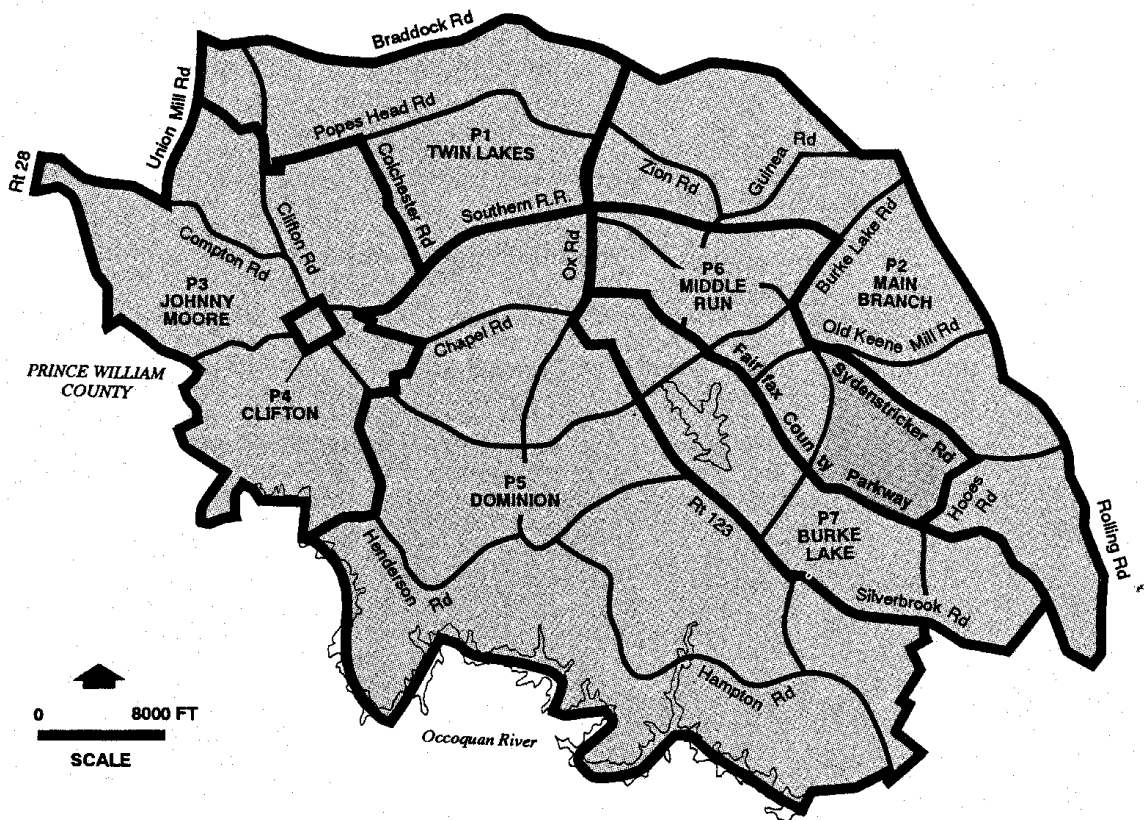 Braddock Rd
Union Mill Rd
Popes Head Rd
P1
TWIN LAKES
Rt 28
Colchester Rd
Zion Rd
Guinea Rd
Southern R.R.
Clifton Rd
Compton Rd
Ox Rd
Burke Lake Rd
P3
JOHNNY
MOORE
P6
MIDDLE
RUN
P2
MAIN
BRANCH
Chapel Rd
Old Keene Mill Rd
PRINCE WILLIAM
COUNTY
P4
CLIFTON
Fairfax County Parkway
Sydenstricker Rd
P5
DOMINION
Rt 123
Hooes
Rd
P7
BURKE
LAKE
Rolling Rd
Henderson Rd
Silverbrook Rd
Hampton Rd
0 8000 FT
SCALE
Occoquan River